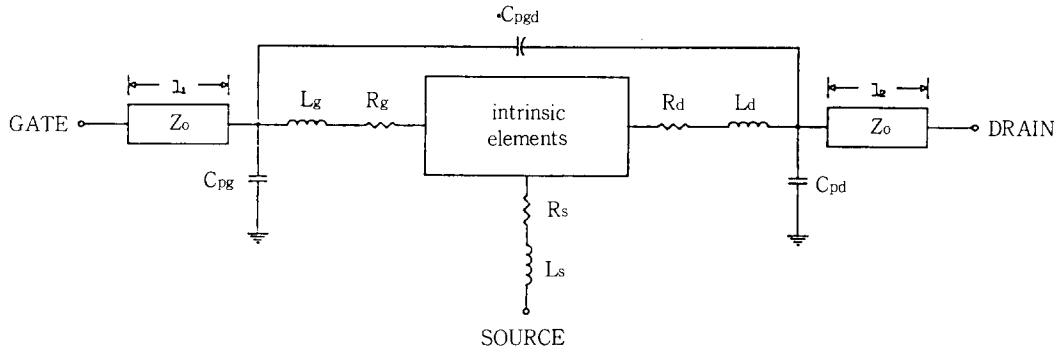 Cpgd
l₁
l₂
GATE
Zo
Lg
Rg
intrinsic
elements
Rd
Ld
Zo
DRAIN
Cpg
Cpd
Rs
Ls
SOURCE